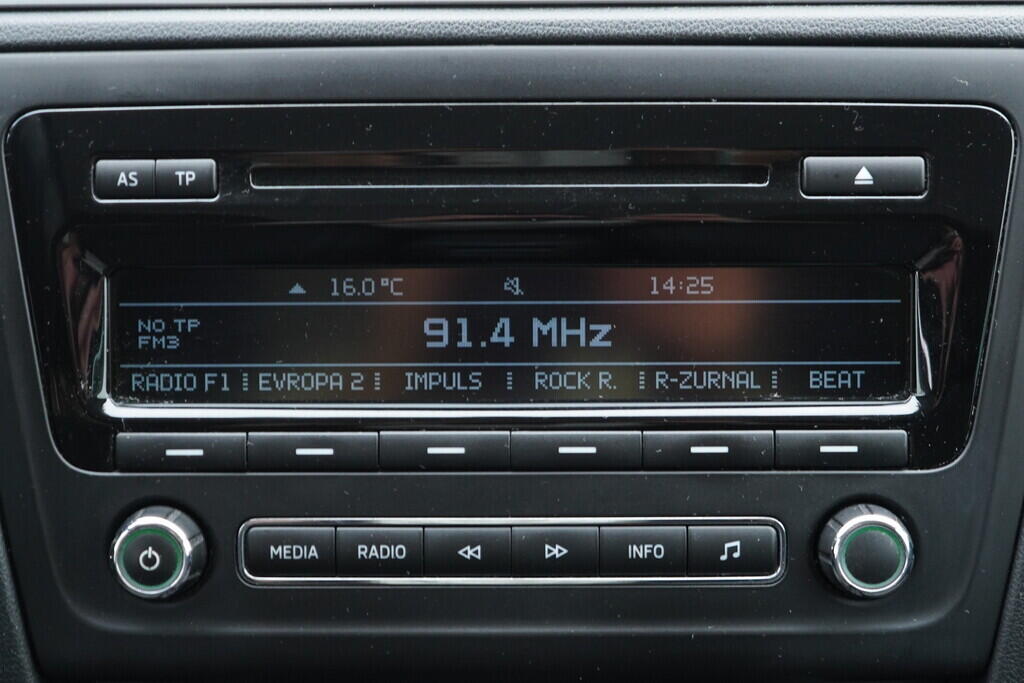 AS TP
16.0°C 14:25
NO TP
FM3
91.4 MHz
RADIO F1 EVROPA 2 IMPULS ROCK R. R-ZURNAL BEAT
MEDIA RADIO INFO